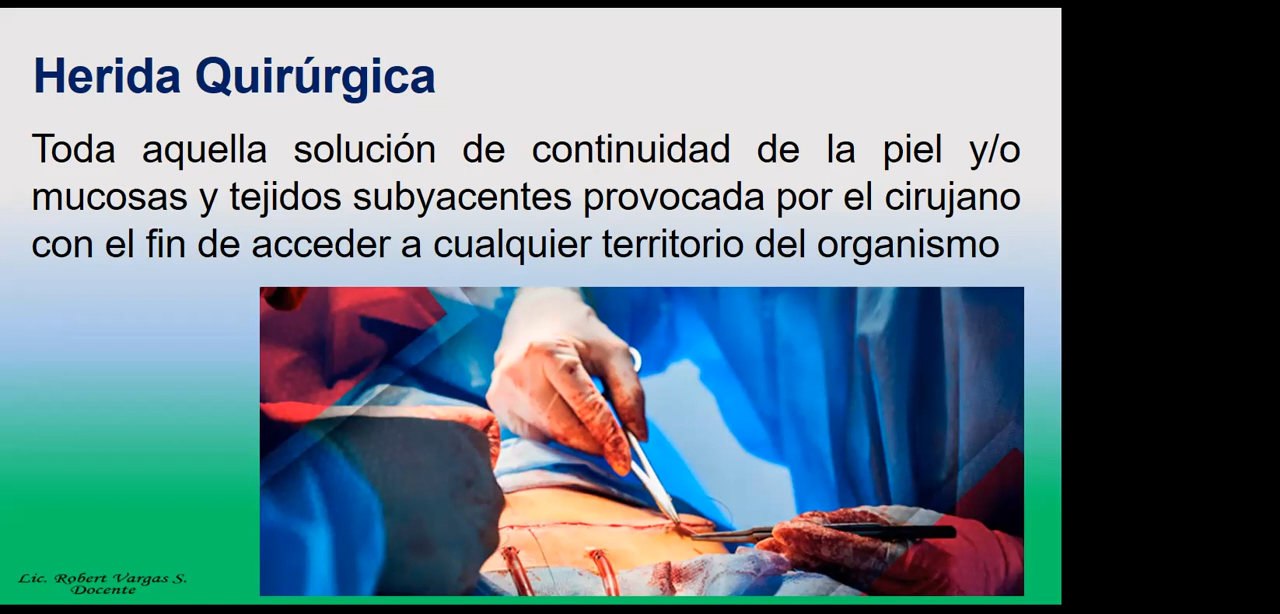 Herida Quirúrgica
Toda aquella solución de continuidad de la piel y/o
mucosas y tejidos subyacentes provocada por el cirujano
con el fin de acceder a cualquier territorio del organismo
Lic. Robert Vargas S.
Docente